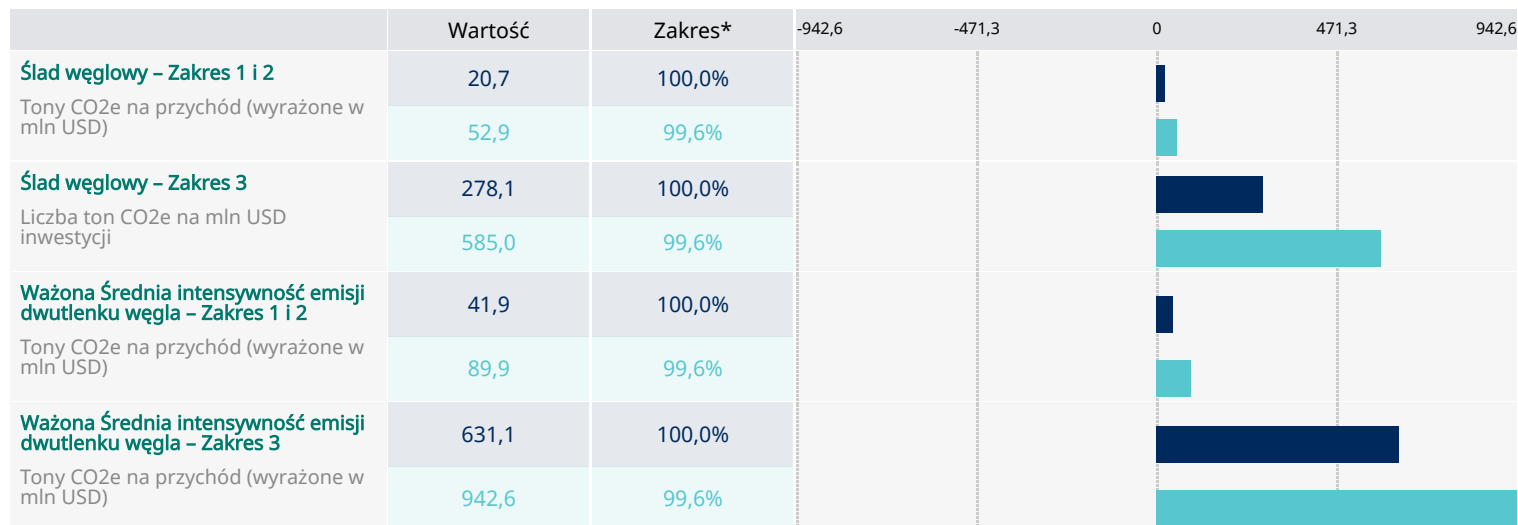 Wartość Zakres* -942,6 -471,3 0 471,3 942,6
Ślad węglowy – Zakres 1 i 2
Tony CO2e na przychód (wyrażone w
mln USD)
20,7 100,0%
52,9 99,6%
Ślad węglowy – Zakres 3
Liczba ton CO2e na mln USD
inwestycji
278,1 100,0%
585,0 99,6%
Ważona Średnia intensywność emisji
dwutlenku węgla – Zakres 1 i 2
Tony CO2e na przychód (wyrażone w
mln USD)
41,9 100,0%
89,9 99,6%
Ważona Średnia intensywność emisji
dwutlenku węgla – Zakres 3
Tony CO2e na przychód (wyrażone w
mln USD)
631,1 100,0%
942,6 99,6%